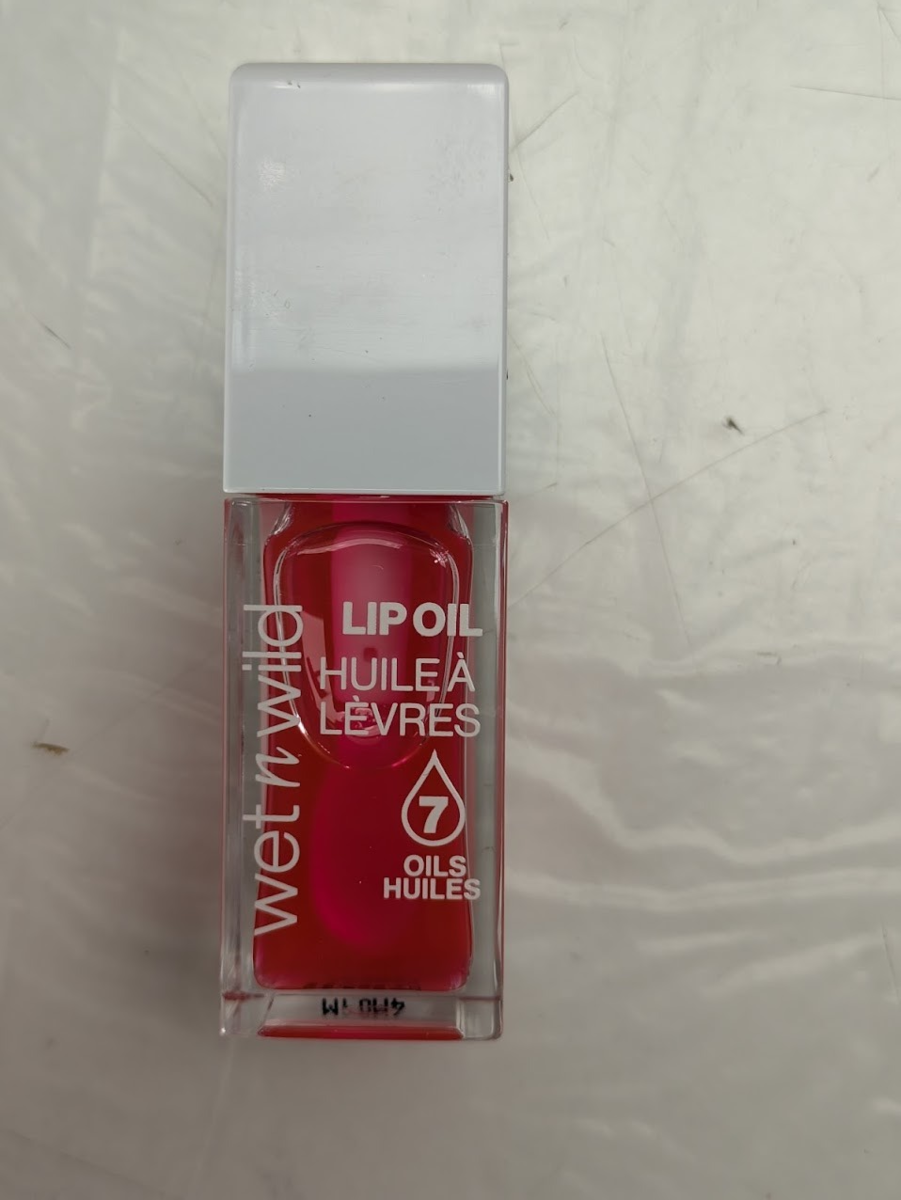 wet n wild
LIP OIL
HUILE À
LÈVRES
7
OILS
HUILES